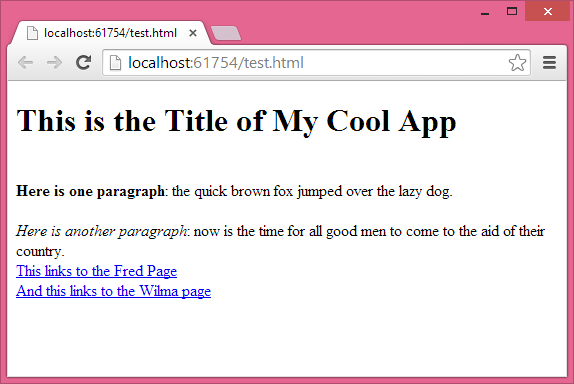 localhost:61754/test.html
localhost:61754/test.html
This is the Title of My Cool App
Here is one paragraph: the quick brown fox jumped over the lazy dog.
Here is another paragraph: now is the time for all good men to come to the aid of their
country.
This links to the Fred Page
And this links to the Wilma page